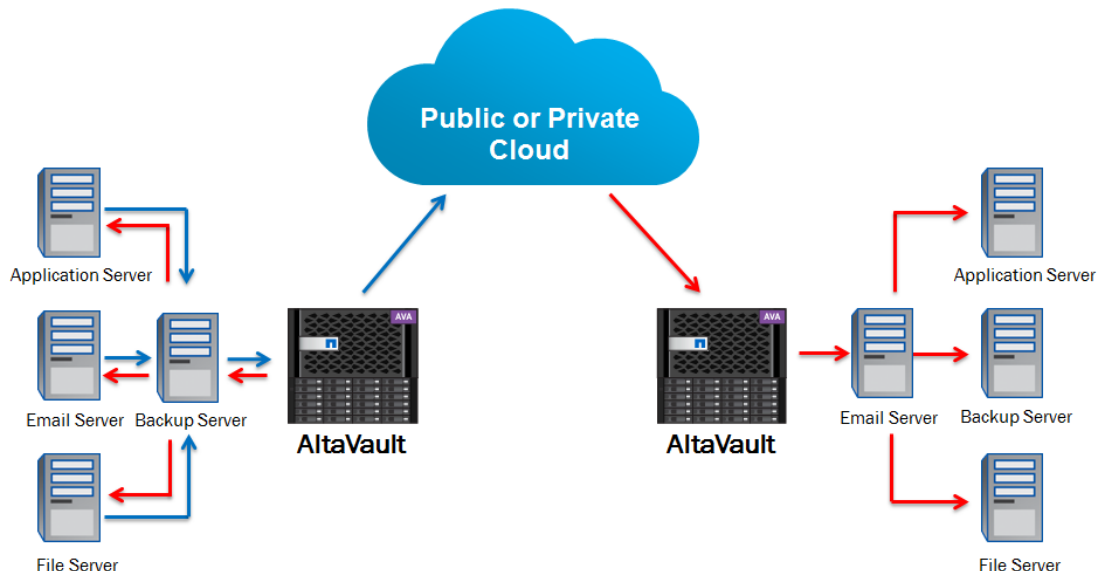 Public or Private
Cloud
Application Server
Application Server
AVA
AVA
Email Server
Backup Server
Email Server
Backup Server
AltaVault
AltaVault
File Server
File Server